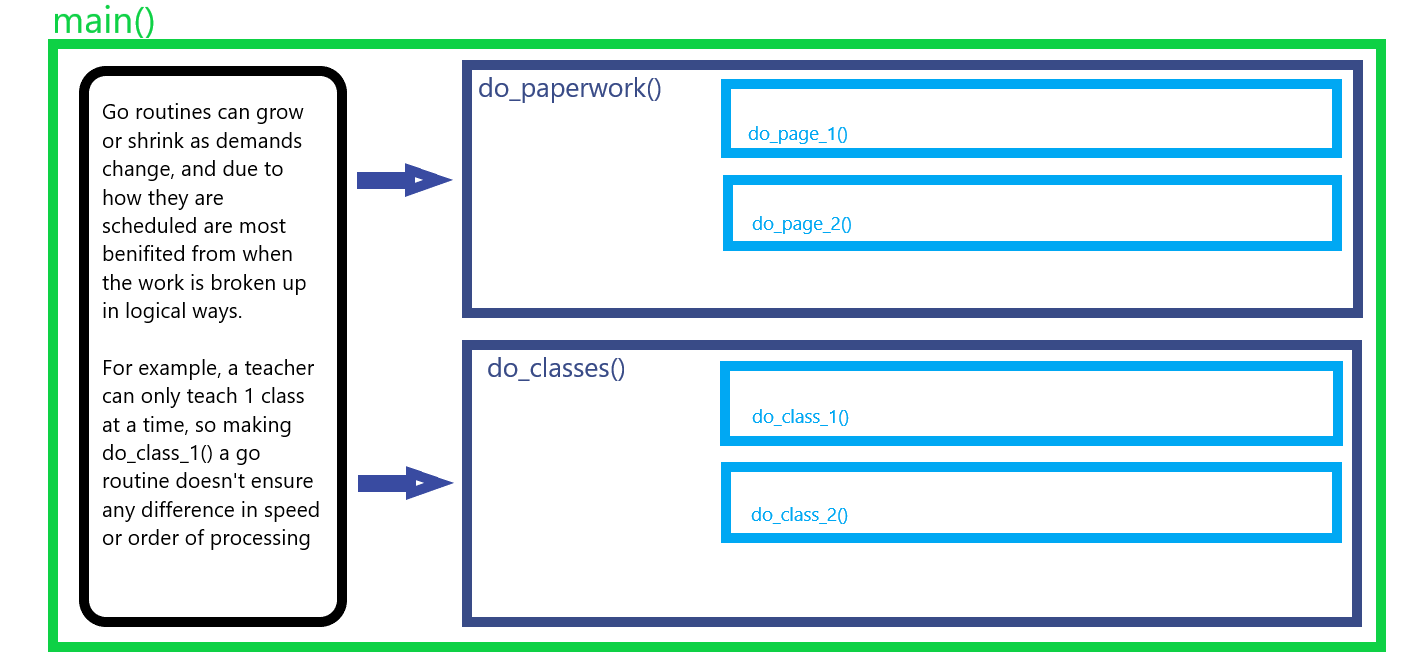 main()
Go routines can grow
or shrink as demands
change, and due to
how they are
scheduled are most
benifited from when
the work is broken up
in logical ways.
For example, a teacher
can only teach 1 class
at a time, so making
do_class_1() a go
routine doesn't ensure
any difference in speed
or order of processing
do_paperwork()
do_page_1()
do_page_2()
do_classes()
do_class_1()
do_class_2()